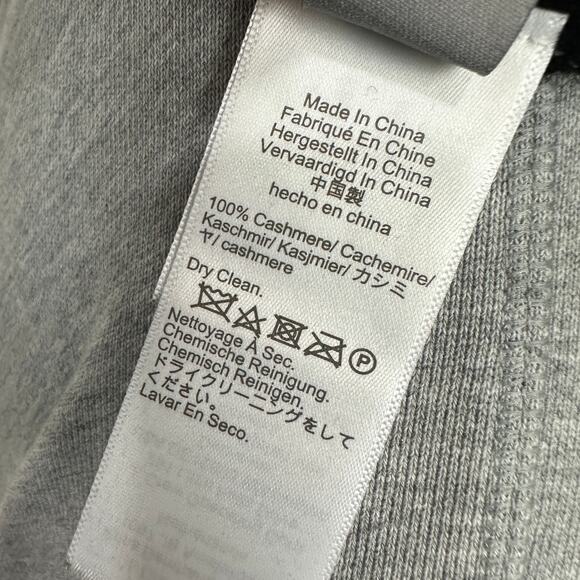 Made In China
Fabriqué En Chine
Hergestellt In China
Vervaardigd In China
中国製
hecho en china
100% Cashmere/ Cachemire/
Kaschmir/ Kasjmier/ カシミ
ヤ/ cashmere
Dry Clean.
P
Nettoyage A Sec.
Chemische Reinigung.
Chemisch Reinigen.
ドライクリーニングをして
ください。
Lavar En Seco.